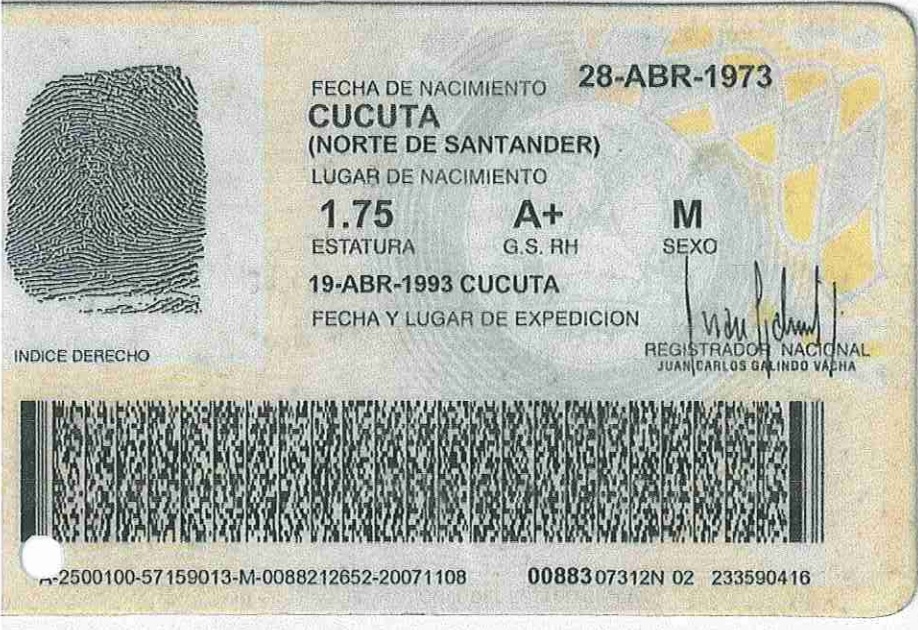 FECHA DE NACIMIENTO 28-ABR-1973
CUCUTA
(NORTE DE SANTANDER)
LUGAR DE NACIMIENTO
1.75 A+ M
ESTATURA G.S. RH SEXO
19-ABR-1993 CUCUTA
FECHA Y LUGAR DE EXPEDICION
INDICE DERECHO
REGISTRADOR NACIONAL
JUAN CARLOS GALINDO VACHA
A-2500100-57159013-M-0088212652-20071108 0088307312N 02 233590416